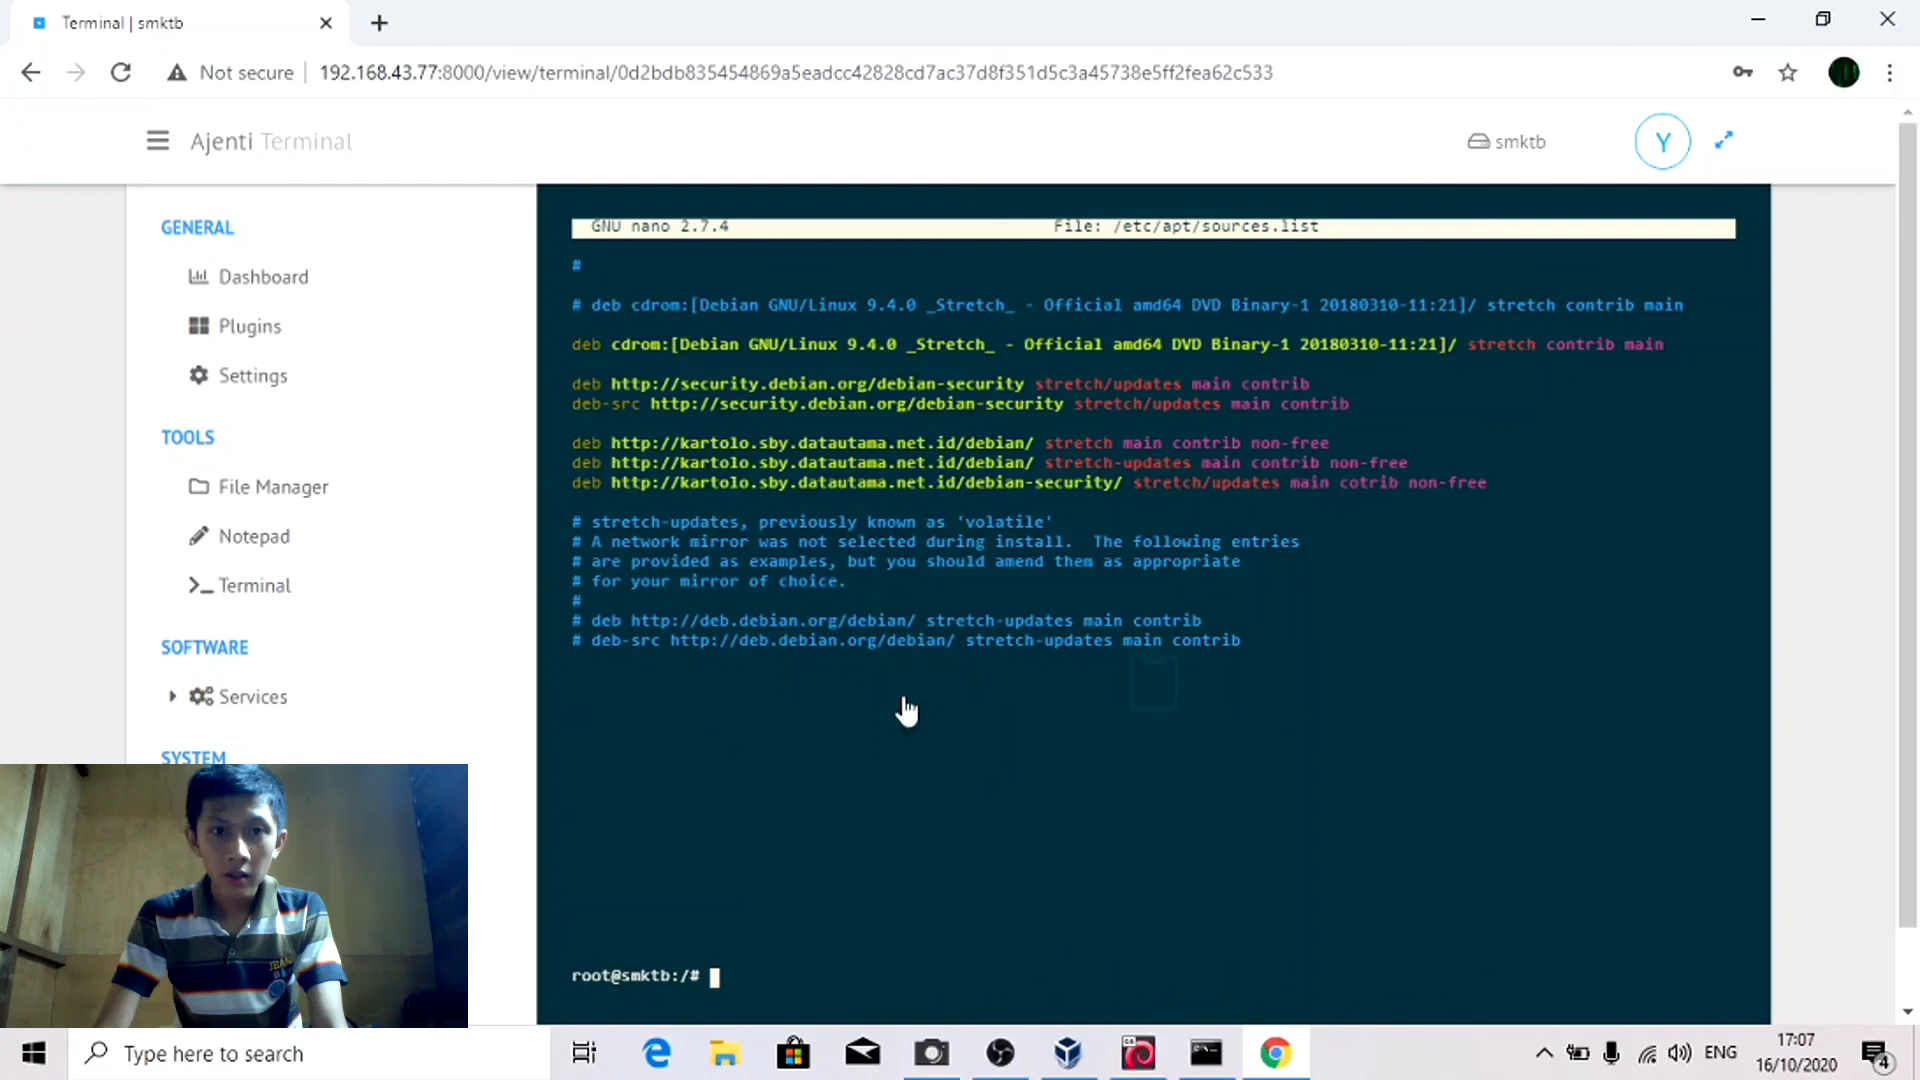 Terminal | smktb
Not secure
192.168.43.77:8000/view/terminal/0d2bdb835454869a5eadcc42828cd7ac37d8f351d5c3a45738e5ff2fea62c533
Ajenti Terminal
smktb
Y
GENERAL
Dashboard
Plugins
Settings
TOOLS
File Manager
Notepad
Terminal
SOFTWARE
Services
SYSTEM
GNU nano 2.7.4 File: /etc/apt/sources.list
#
# deb cdrom:[Debian GNU/Linux 9.4.0 _Stretch_ - Official amd64 DVD Binary-1 20180310-11:21]/ stretch contrib main
deb cdrom:[Debian GNU/Linux 9.4.0 _Stretch_ - Official amd64 DVD Binary-1 20180310-11:21]/ stretch contrib main
deb http://security.debian.org/debian-security stretch/updates main contrib
deb-src http://security.debian.org/debian-security stretch/updates main contrib
deb http://kartolo.sby.datautama.net.id/debian/ stretch main contrib non-free
deb http://kartolo.sby.datautama.net.id/debian/ stretch-updates main contrib non-free
deb http://kartolo.sby.datautama.net.id/debian-security/ stretch/updates main cotrib non-free
# stretch-updates, previously known as 'volatile'
# A network mirror was not selected during install. The following entries
# are provided as examples, but you should amend them as appropriate
# for your mirror of choice.
#
# deb http://deb.debian.org/debian/ stretch-updates main contrib
# deb-src http://deb.debian.org/debian/ stretch-updates main contrib
root@smktb:/#
Type here to search
ENG
17:07
16/10/2020
4